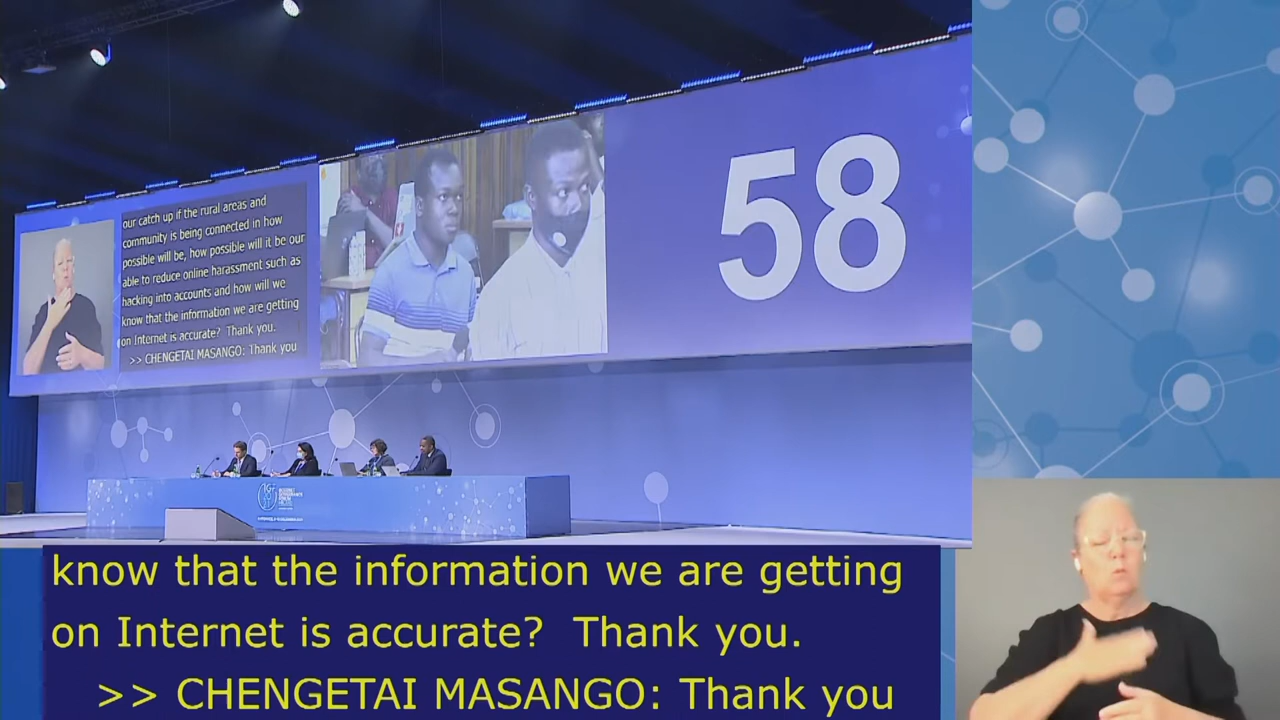 our catch up if the rural areas and
community is being connected in how
possible will be, how possible will it be our
able to reduce online harassment such as
hacking into accounts and how will we
know that the information we are getting
on Internet is accurate? Thank you.
>> CHENGETAI MASANGO: Thank you
58
know that the information we are getting
on Internet is accurate? Thank you.
>> CHENGETAI MASANGO: Thank you